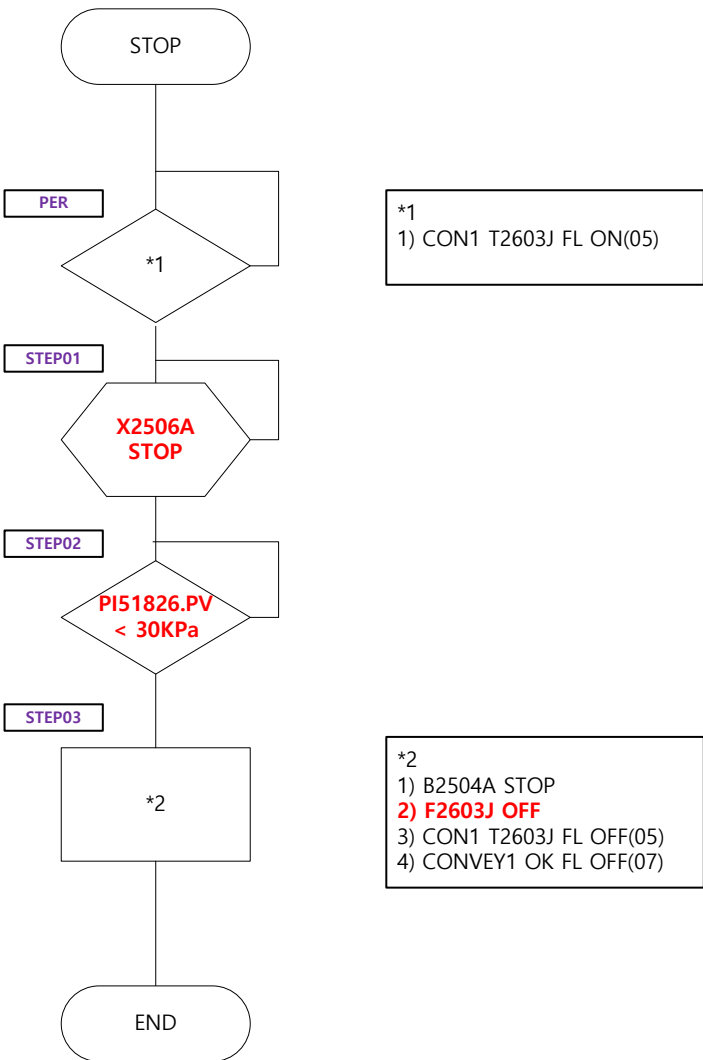 STOP
PER
*1
*1
1) CON1 T2603J FL ON(05)
STEP01
X2506A
STOP
STEP02
PI51826.PV
< 30KPa
STEP03
*2
*2
1) B2504A STOP
2) F2603J OFF
3) CON1 T2603J FL OFF(05)
4) CONVEY1 OK FL OFF(07)
END